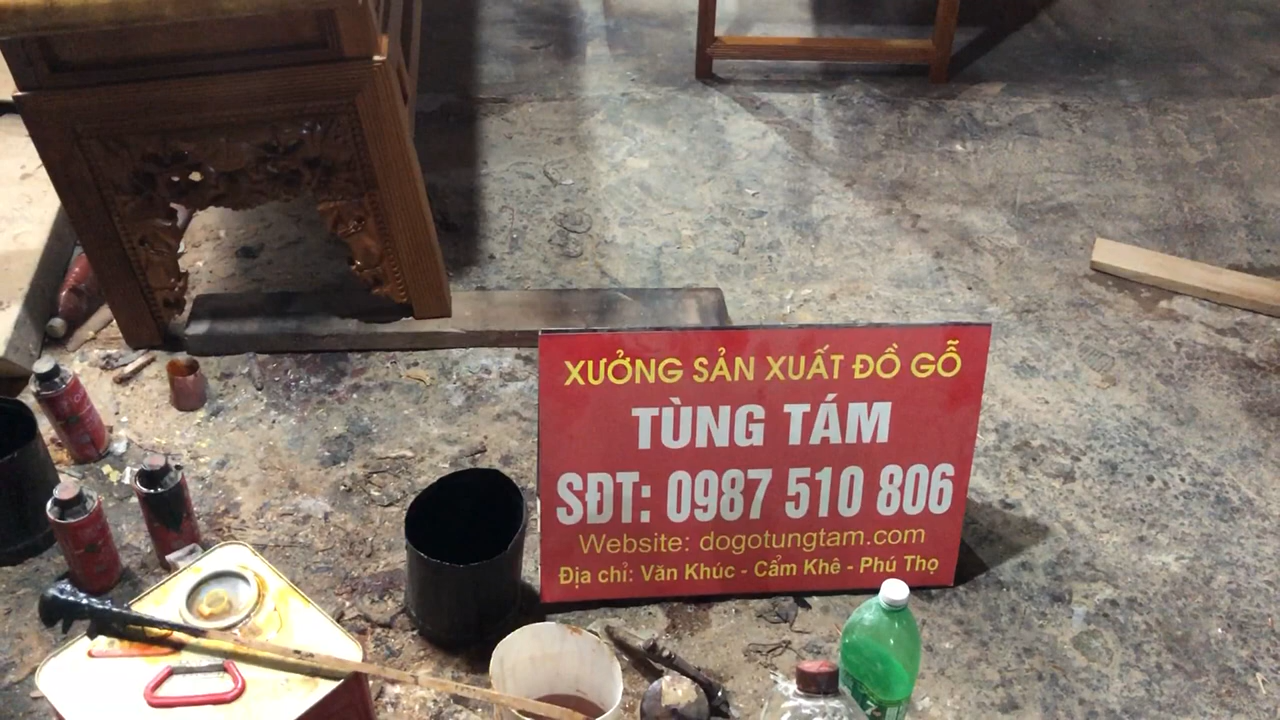 XƯỞNG SẢN XUẤT ĐỒ GỖ
TÙNG TÁM
SĐT: 0987 510 806
Website: dogotungtam.com
Địa chỉ: Văn Khúc - Cẩm Khê - Phú Thọ